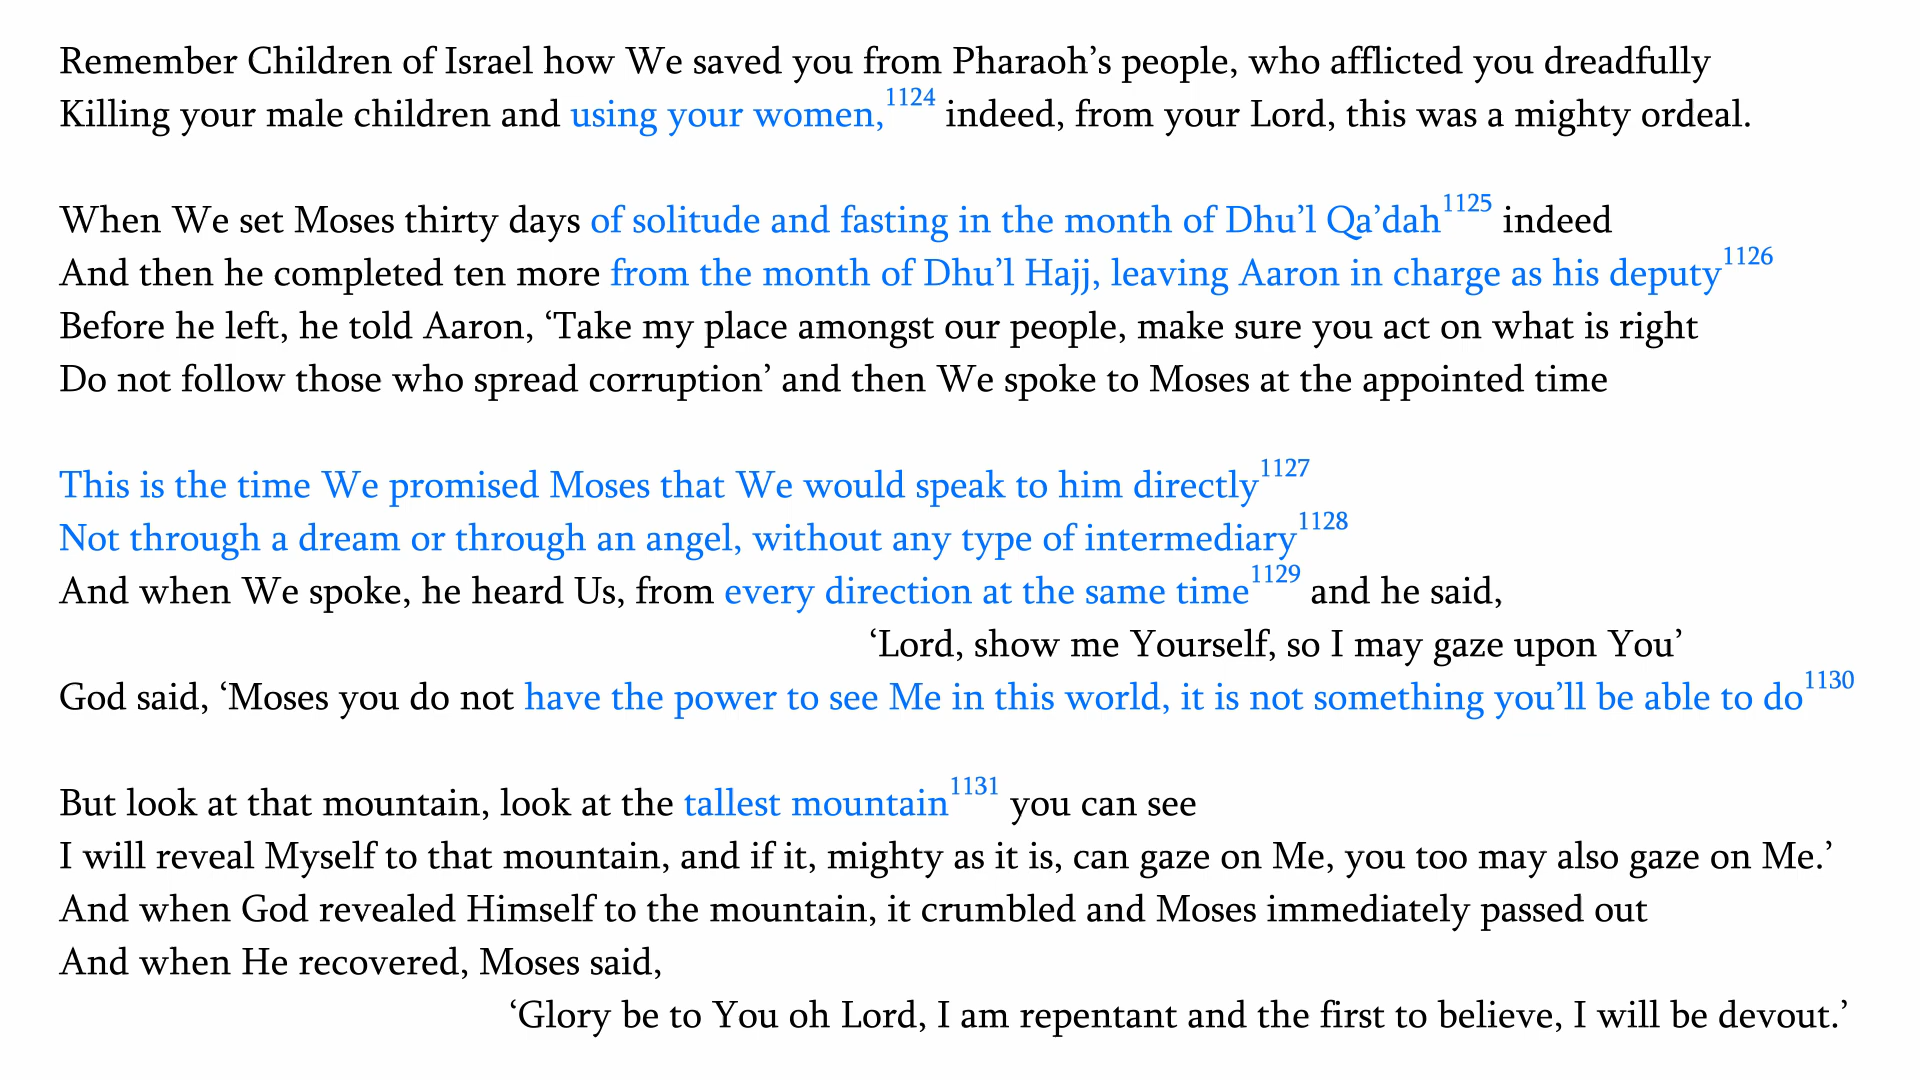 Remember Children of Israel how We saved you from Pharaoh’s people, who afflicted you dreadfully
Killing your male children and using your women,1124 indeed, from your Lord, this was a mighty ordeal.
When We set Moses thirty days of solitude and fasting in the month of Dhu’l Qa’dah1125 indeed
And then he completed ten more from the month of Dhu’l Hajj, leaving Aaron in charge as his deputy1126
Before he left, he told Aaron, ‘Take my place amongst our people, make sure you act on what is right
Do not follow those who spread corruption’ and then We spoke to Moses at the appointed time
This is the time We promised Moses that We would speak to him directly1127
Not through a dream or through an angel, without any type of intermediary1128
And when We spoke, he heard Us, from every direction at the same time1129 and he said,
‘Lord, show me Yourself, so I may gaze upon You’
God said, ‘Moses you do not have the power to see Me in this world, it is not something you’ll be able to do1130
But look at that mountain, look at the tallest mountain1131 you can see
I will reveal Myself to that mountain, and if it, mighty as it is, can gaze on Me, you too may also gaze on Me.’
And when God revealed Himself to the mountain, it crumbled and Moses immediately passed out
And when He recovered, Moses said,
‘Glory be to You oh Lord, I am repentant and the first to believe, I will be devout.’